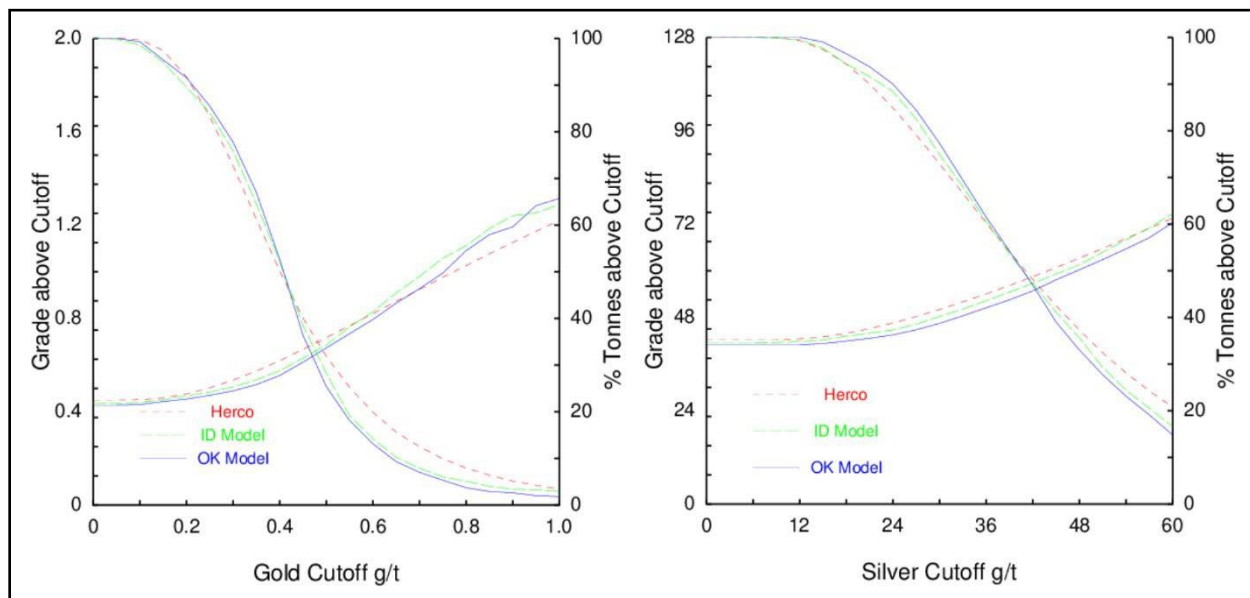 2.0
1.6
1.2
0.8
0.4
0
Grade above Cutoff
100
80
60
40
20
0
% Tonnes above Cutoff
Herco
ID Model
OK Model
0 0.2 0.4 0.6 0.8 1.0
Gold Cutoff g/t
128
96
72
48
24
0
Grade above Cutoff
100
80
60
40
20
0
% Tonnes above Cutoff
Herco
ID Model
OK Model
0 12 24 36 48 60
Silver Cutoff g/t